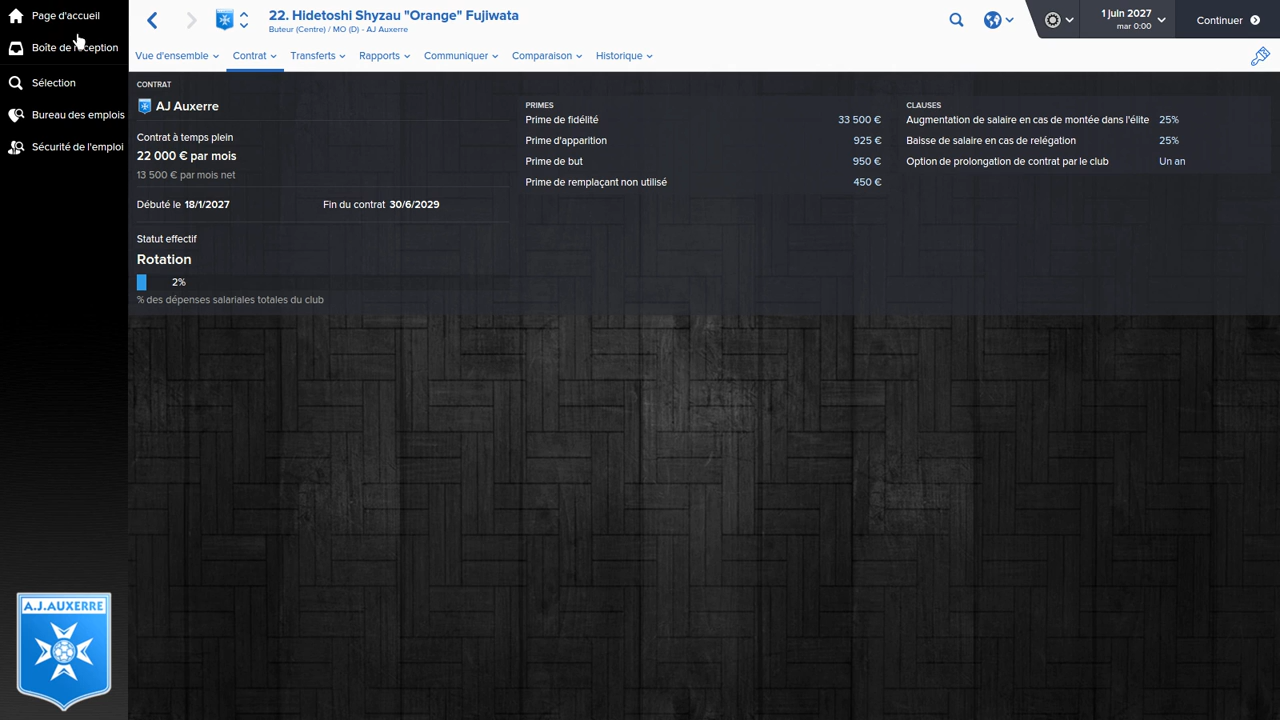 Page d'accueil
Boîte de réception
Sélection
Bureau des emplois
Sécurité de l'emploi
22. Hidetoshi Shyzau "Orange" Fujiwata
Buteur (Centre) / MO (D) - AJ Auxerre
1 juin 2027
mar 0:00
Continuer
Vue d'ensemble
Contrat
Transferts
Rapports
Communiquer
Comparaison
Historique
CONTRAT
AJ Auxerre
Contrat à temps plein
22 000 € par mois
13 500 € par mois net
Débuté le 18/1/2027
Fin du contrat 30/6/2029
Statut effectif
Rotation
2%
% des dépenses salariales totales du club
PRIMES
Prime de fidélité 33 500 €
Prime d'apparition 925 €
Prime de but 950 €
Prime de remplaçant non utilisé 450 €
CLAUSES
Augmentation de salaire en cas de montée dans l'élite 25%
Baisse de salaire en cas de relégation 25%
Option de prolongation de contrat par le club Un an
A.J.AUXERRE